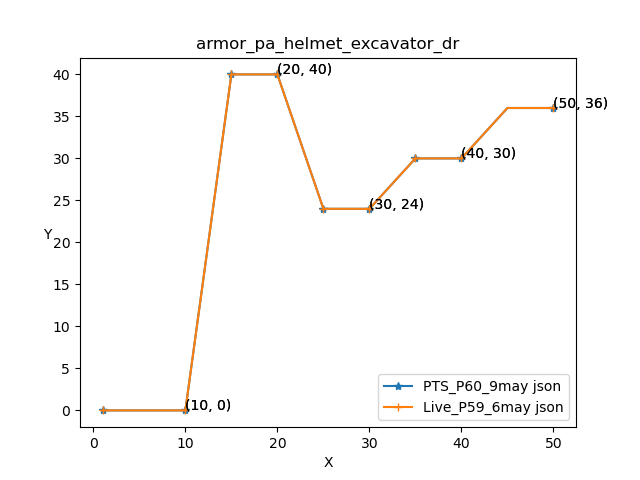 armor_pa_helmet_excavator_dr
40
35
30
25
20
15
10
5
0
Y
(20, 40)
(50, 36)
(40, 30)
(30, 24)
(10, 0)
PTS_P60_9may json
Live_P59_6may json
0 10 20 30 40 50
X